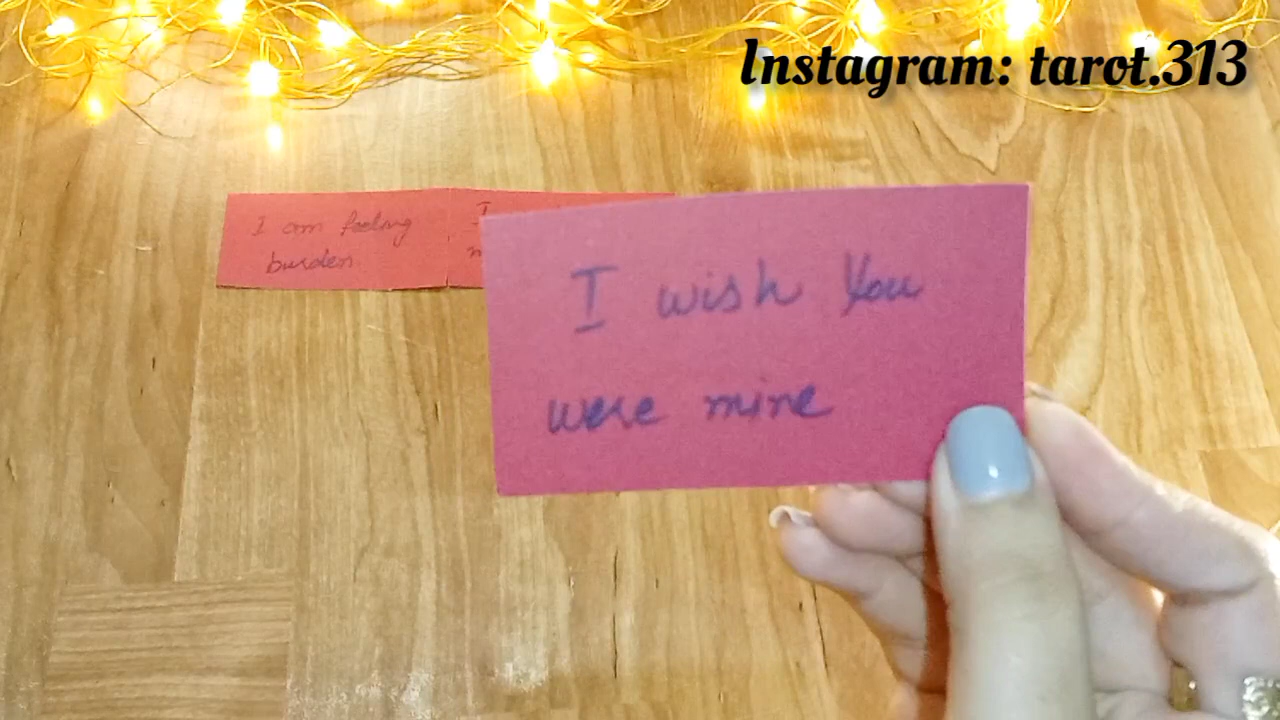 Instagram: tarot.313
I am feeling
burden
I
I wish You
were mine